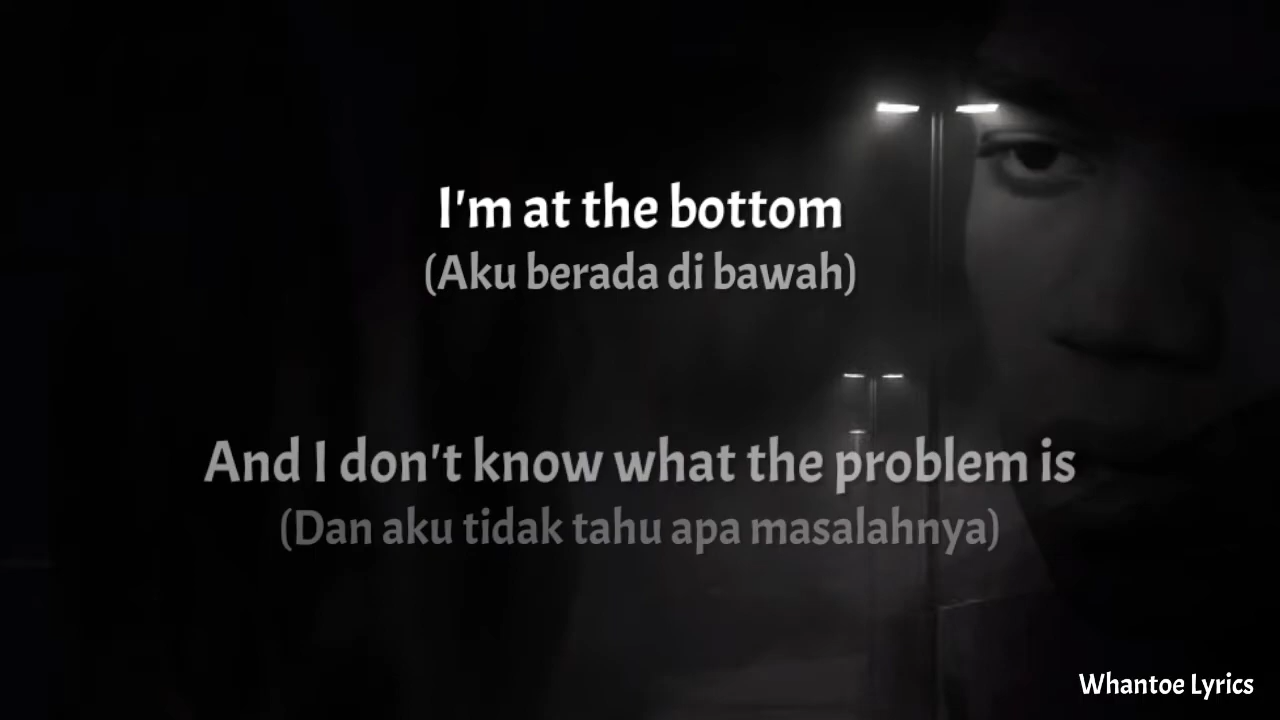 I'm at the bottom
(Aku berada di bawah)
And I don't know what the problem is
(Dan aku tidak tahu apa masalahnya)
Whantoe Lyrics